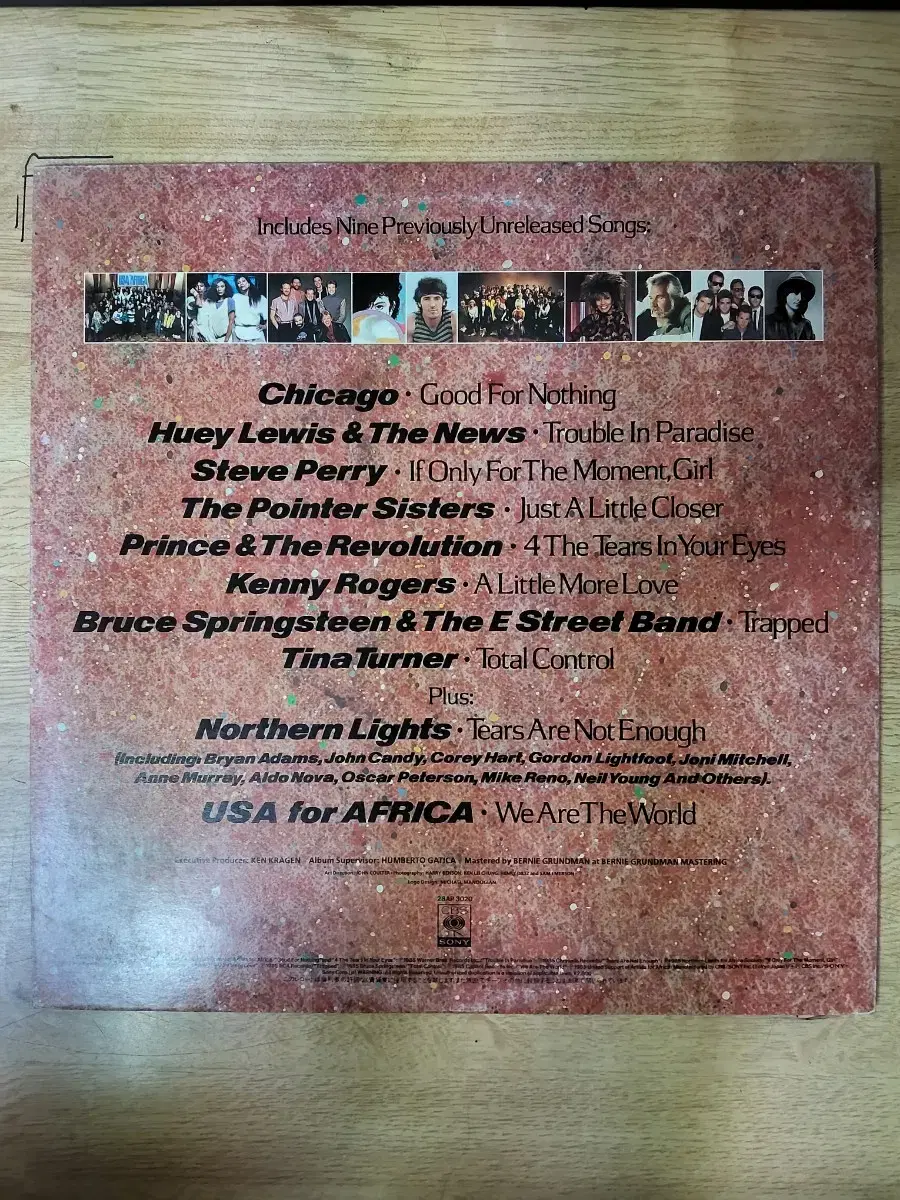 Includes Nine Previously Unreleased Songs:
USA for AFRICA
Chicago · Good For Nothing
Huey Lewis & The News · Trouble In Paradise
Steve Perry · If Only For The Moment, Girl
The Pointer Sisters · Just A Little Closer
Prince & The Revolution · 4 The Tears In Your Eyes
Kenny Rogers · A Little More Love
Bruce Springsteen & The E Street Band · Trapped
Tina Turner · Total Control
Plus:
Northern Lights · Tears Are Not Enough
(Including: Bryan Adams, John Candy, Corey Hart, Gordon Lightfoot, Joni Mitchell,
Anne Murray, Aldo Nova, Oscar Peterson, Mike Reno, Neil Young And Others).
USA for AFRICA · We Are The World
Executive Producer: KEN KRAGEN Album Supervisor: HUMBERTO GATICA Mastered by BERNIE GRUNDMAN at BERNIE GRUNDMAN MASTERING
28AP 3020
CBS
SONY